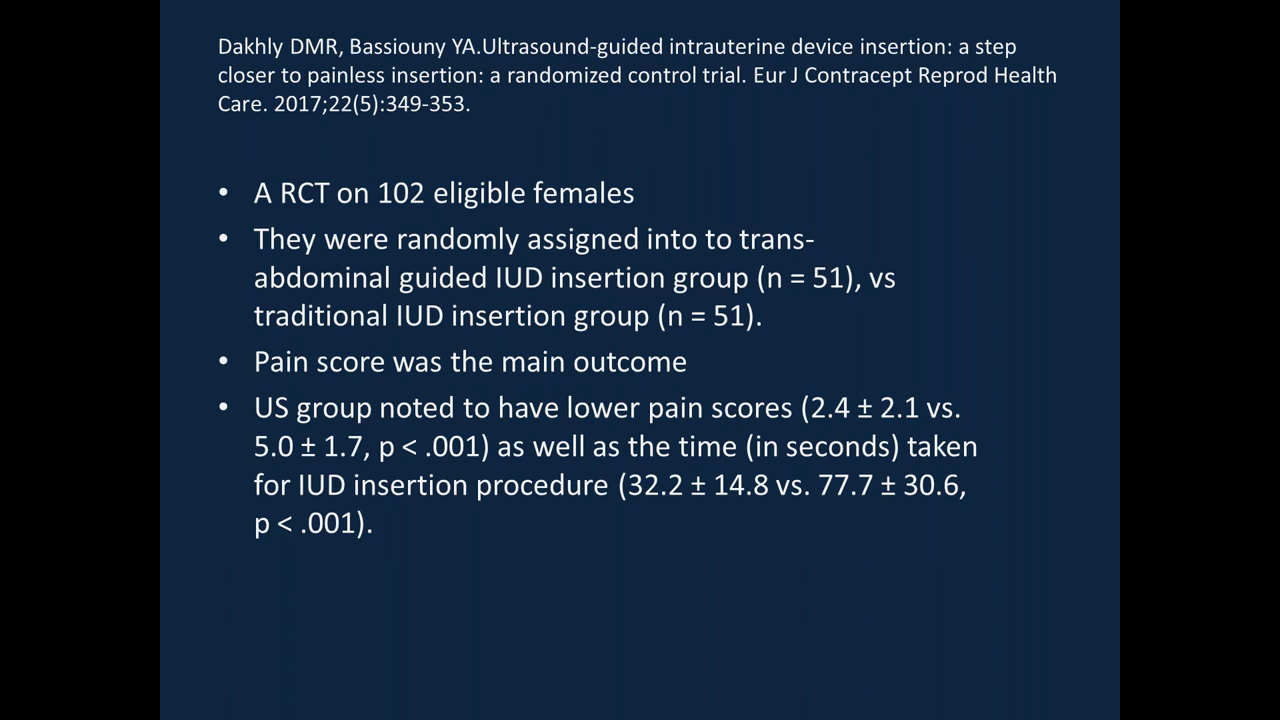 Dakhly DMR, Bassiouny YA.Ultrasound-guided intrauterine device insertion: a step
closer to painless insertion: a randomized control trial. Eur J Contracept Reprod Health
Care. 2017;22(5):349-353.
• A RCT on 102 eligible females
• They were randomly assigned into to trans-
abdominal guided IUD insertion group (n = 51), vs
traditional IUD insertion group (n = 51).
• Pain score was the main outcome
• US group noted to have lower pain scores (2.4 ± 2.1 vs.
5.0 ± 1.7, p < .001) as well as the time (in seconds) taken
for IUD insertion procedure (32.2 ± 14.8 vs. 77.7 ± 30.6,
p < .001).